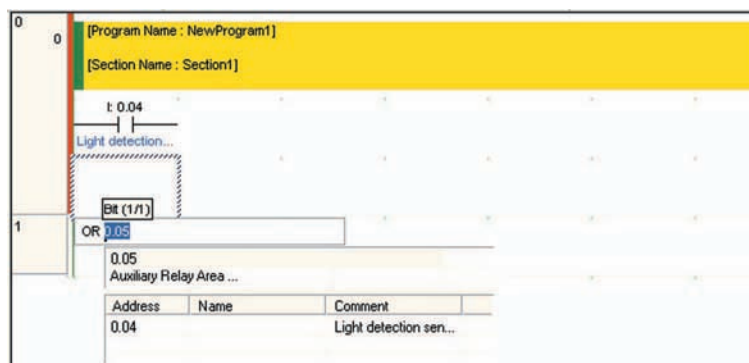 0
0
[Program Name : NewProgram1]
[Section Name : Section1]
I: 0.04
Light detection...
Bit (1/1)
1
OR 0.05
0.05
Auxiliary Relay Area ...
Address Name Comment
0.04 Light detection sen...